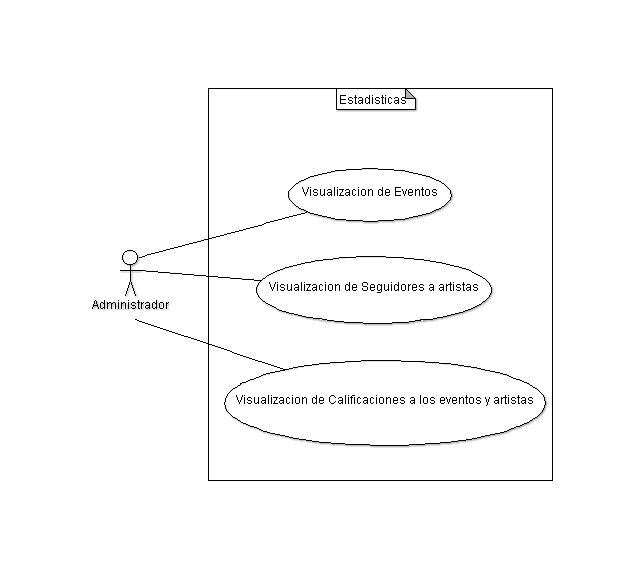 Estadisticas
Visualizacion de Eventos
Visualizacion de Seguidores a artistas
Administrador
Visualizacion de Calificaciones a los eventos y artistas